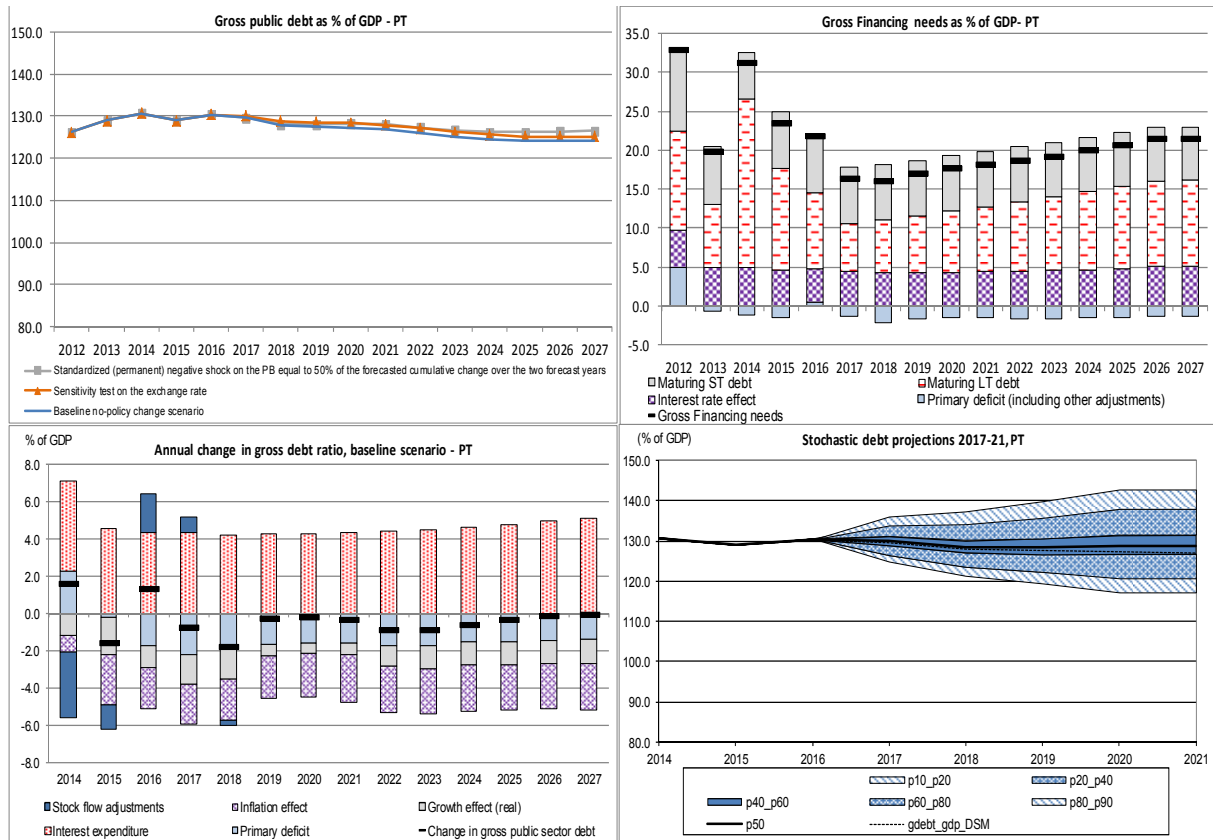 Gross public debt as % of GDP - PT
150.0
140.0
130.0
120.0
110.0
100.0
90.0
80.0
2012 2013 2014 2015 2016 2017 2018 2019 2020 2021 2022 2023 2024 2025 2026 2027
Standardized (permanent) negative shock on the PB equal to 50% of the forecasted cumulative change over the two forecast years
Sensitivity test on the exchange rate
Baseline no-policy change scenario
Gross Financing needs as % of GDP- PT
35.0
30.0
25.0
20.0
15.0
10.0
5.0
0.0
-5.0
2012 2013 2014 2015 2016 2017 2018 2019 2020 2021 2022 2023 2024 2025 2026 2027
Maturing ST debt Maturing LT debt
Interest rate effect Primary deficit (including other adjustments)
Gross Financing needs
% of GDP
Annual change in gross debt ratio, baseline scenario - PT
8.0
6.0
4.0
2.0
0.0
-2.0
-4.0
-6.0
-8.0
2014 2015 2016 2017 2018 2019 2020 2021 2022 2023 2024 2025 2026 2027
Stock flow adjustments Inflation effect Growth effect (real)
Interest expenditure Primary deficit Change in gross public sector debt
(% of GDP)
Stochastic debt projections 2017-21, PT
150.0
140.0
130.0
120.0
110.0
100.0
90.0
80.0
2014 2015 2016 2017 2018 2019 2020 2021
p10_p20 p20_p40
p40_p60 p60_p80 p80_p90
p50 gdebt_gdp_DSM